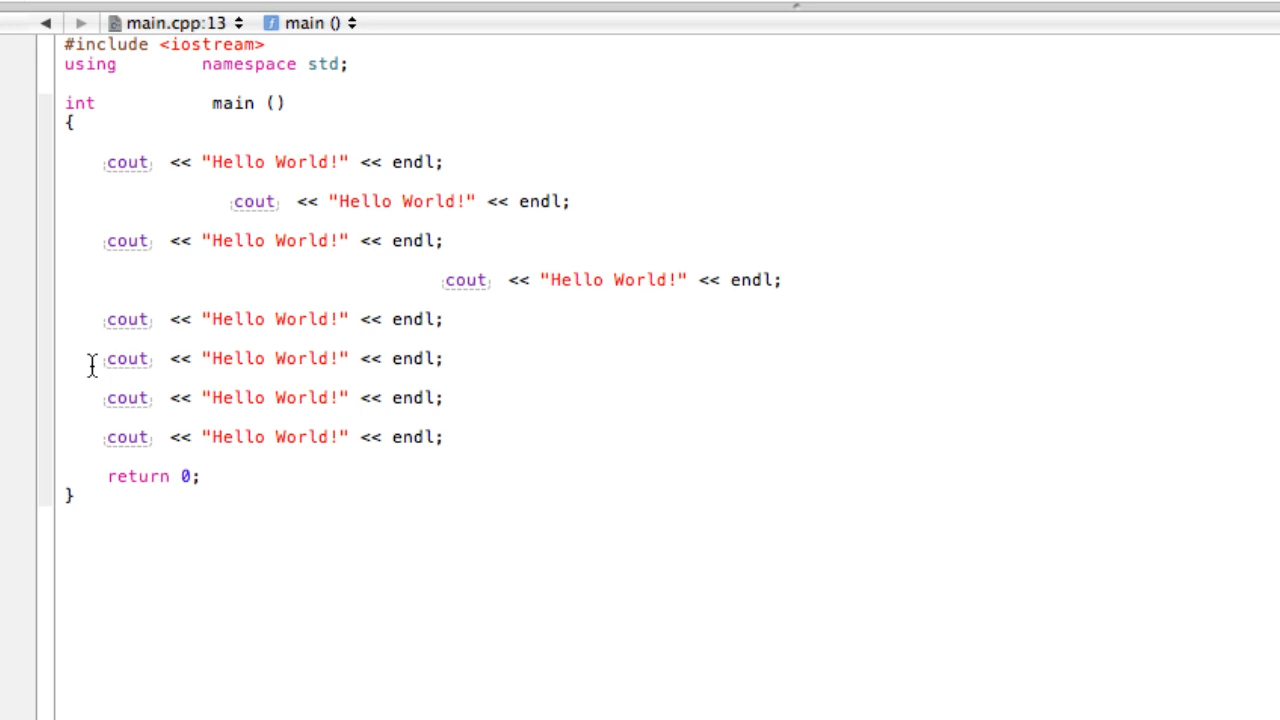 main.cpp:13 main ()
#include <iostream>
using namespace std;
int main ()
{
cout << "Hello World!" << endl;
cout << "Hello World!" << endl;
cout << "Hello World!" << endl;
cout << "Hello World!" << endl;
cout << "Hello World!" << endl;
cout << "Hello World!" << endl;
cout << "Hello World!" << endl;
cout << "Hello World!" << endl;
return 0;
}